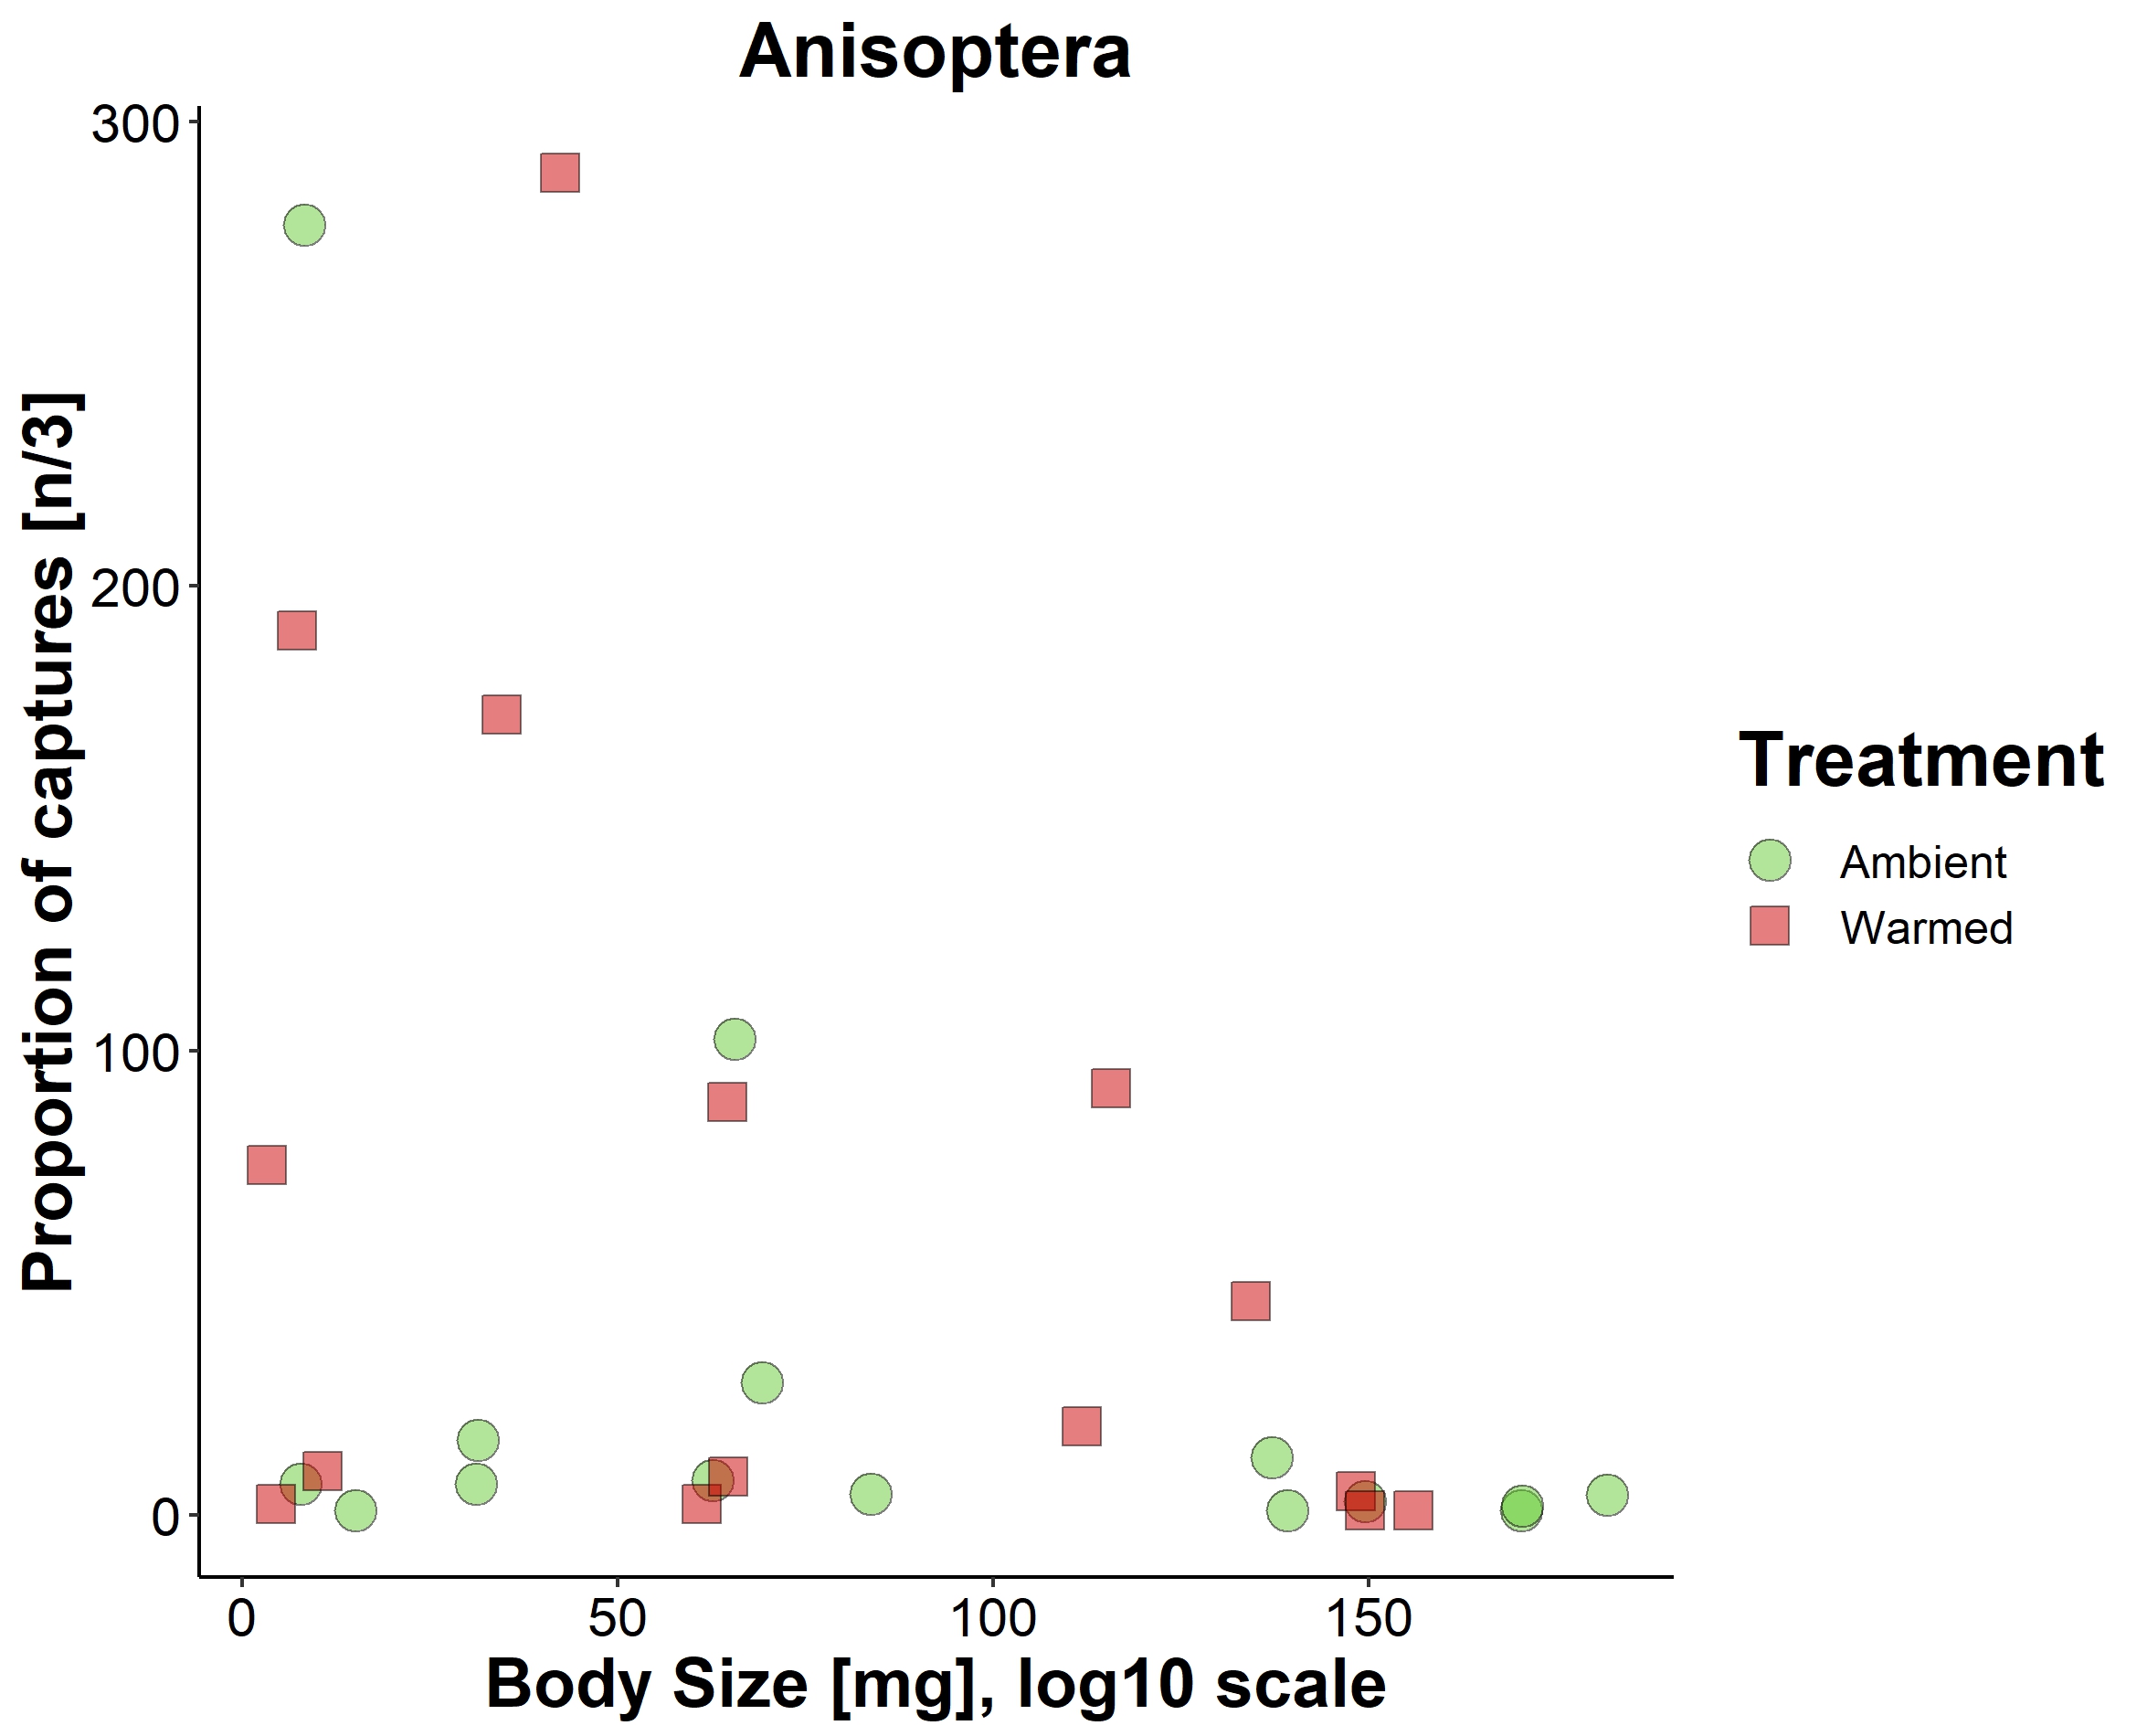 Anisoptera
Proportion of captures [n/3]
300
200
100
0
0 50 100 150
Body Size [mg], log10 scale
Treatment
Ambient
Warmed